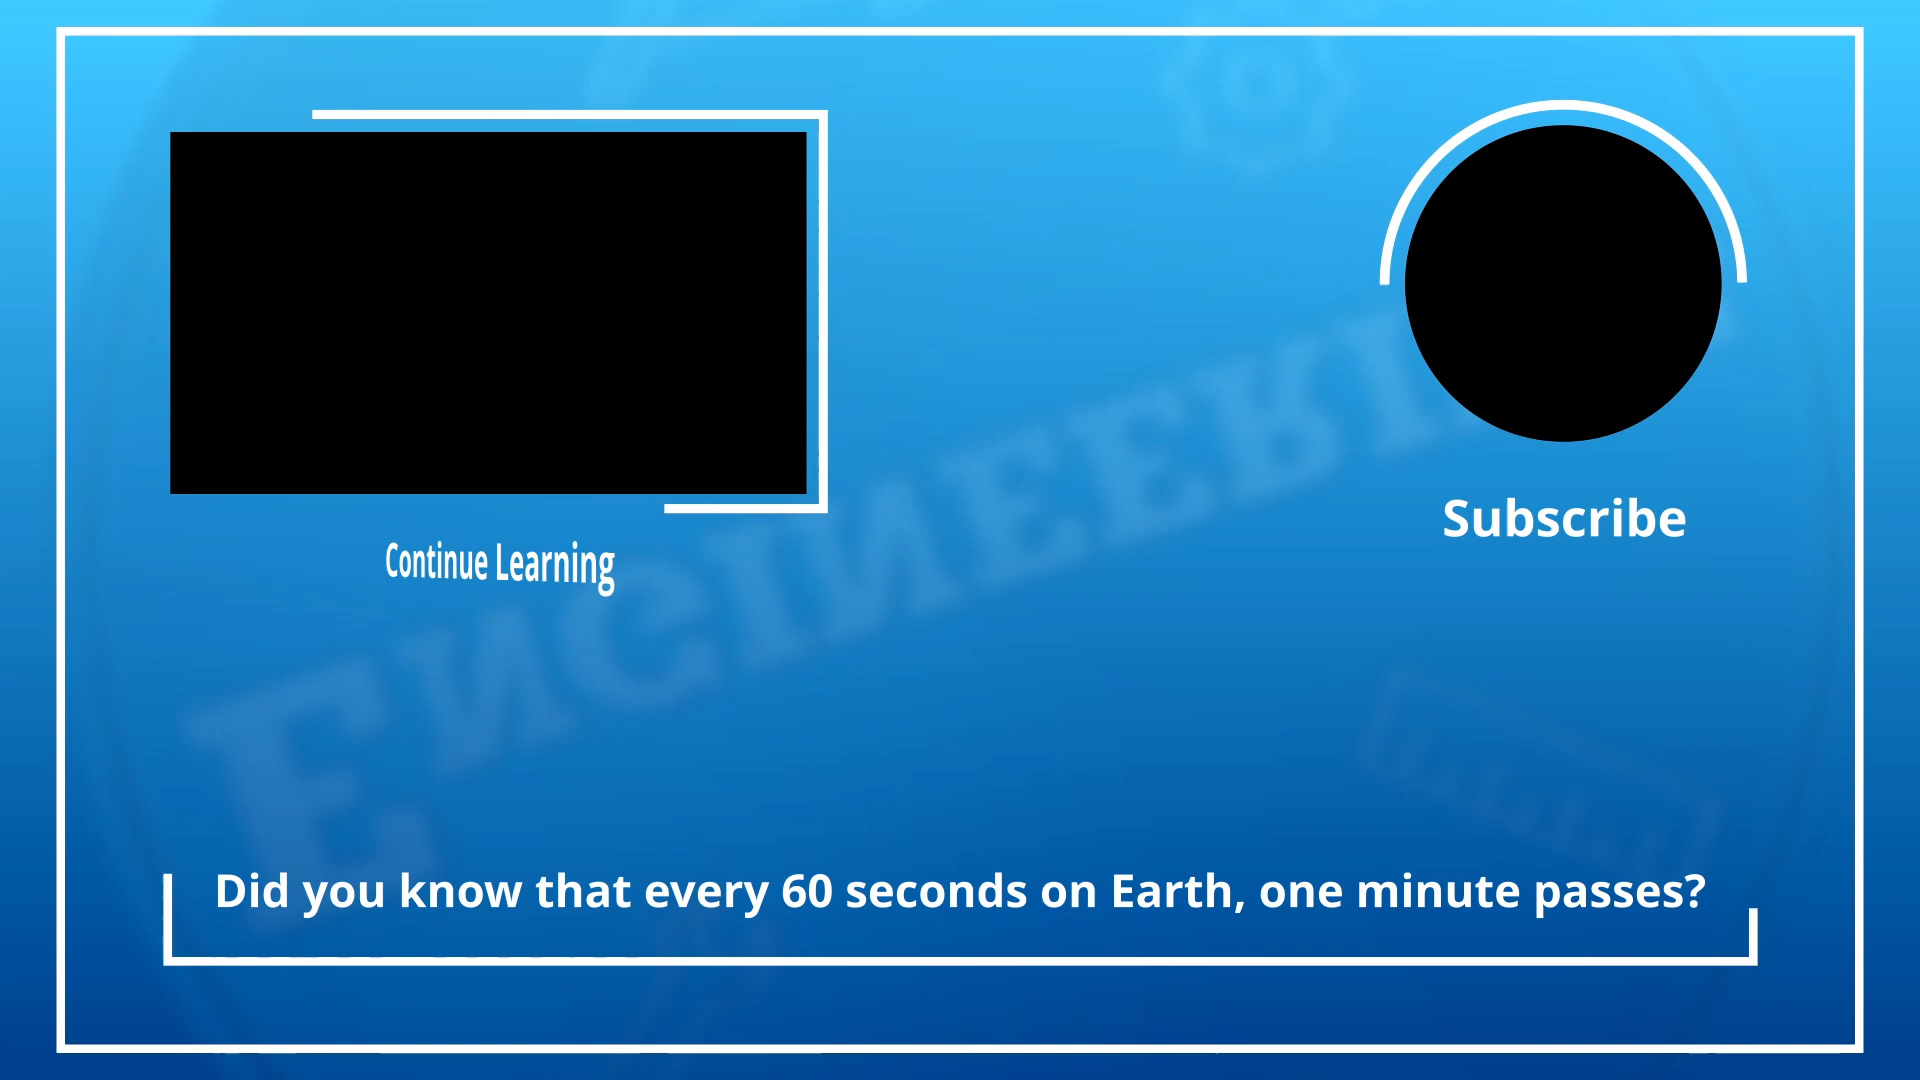 Continue Learning
Subscribe
Did you know that every 60 seconds on Earth, one minute passes?